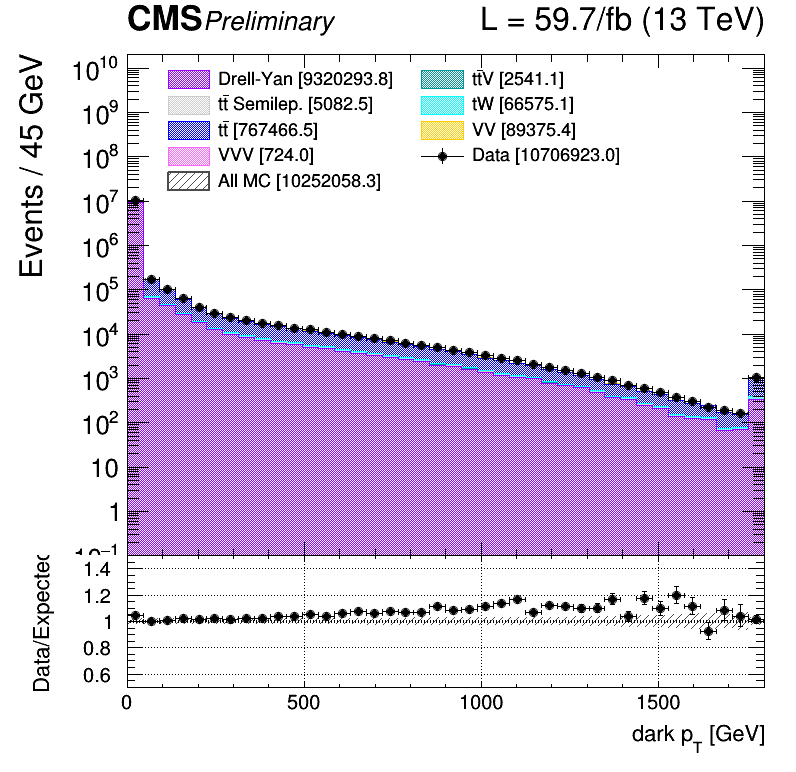 CMS Preliminary L = 59.7/fb (13 TeV)
Events / 45 GeV
10^10
10^9
10^8
10^7
10^6
10^5
10^4
10^3
10^2
10
1
10^-1
Drell-Yan [9320293.8]
tt̄ Semilep. [5082.5]
tt̄ [767466.5]
VVV [724.0]
All MC [10252058.3]
tt̄V [2541.1]
tW [66575.1]
VV [89375.4]
Data [10706923.0]
Data/Expected
1.4
1.2
1
0.8
0.6
0 500 1000 1500
dark p_T [GeV]